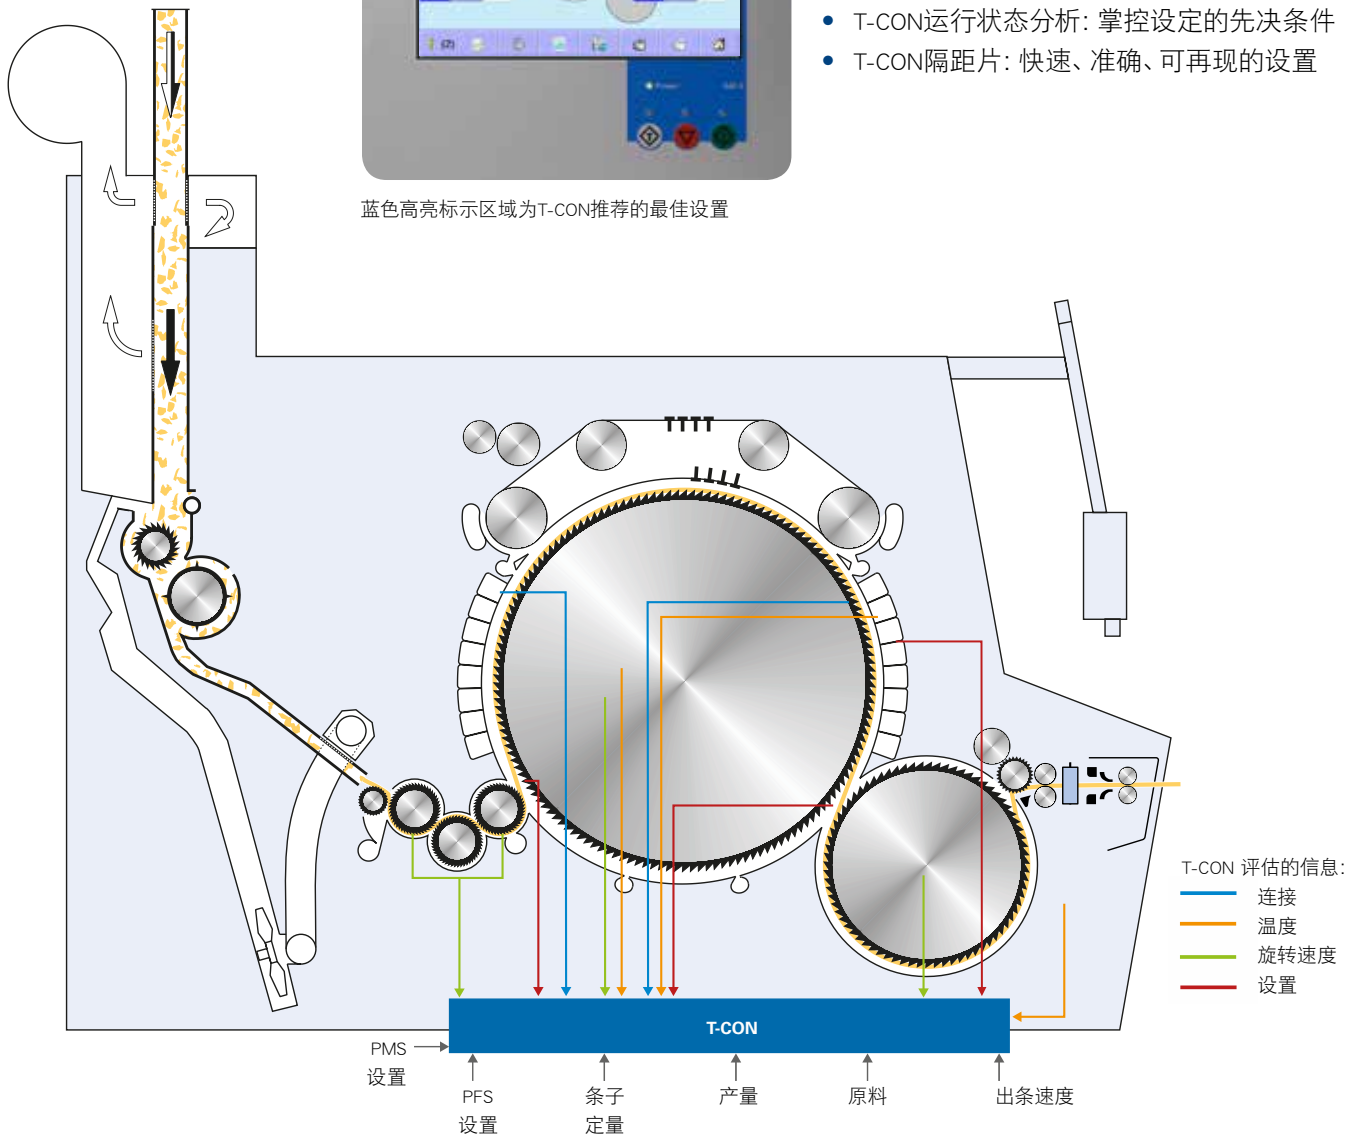 T-CON运行状态分析: 掌控设定的先决条件
T-CON隔距片: 快速、准确、可再现的设置
蓝色高亮标示区域为T-CON推荐的最佳设置
T-CON 评估的信息:
连接
温度
旋转速度
设置
T-CON
PMS
设置
PFS
设置
条子
定量
产量
原料
出条速度